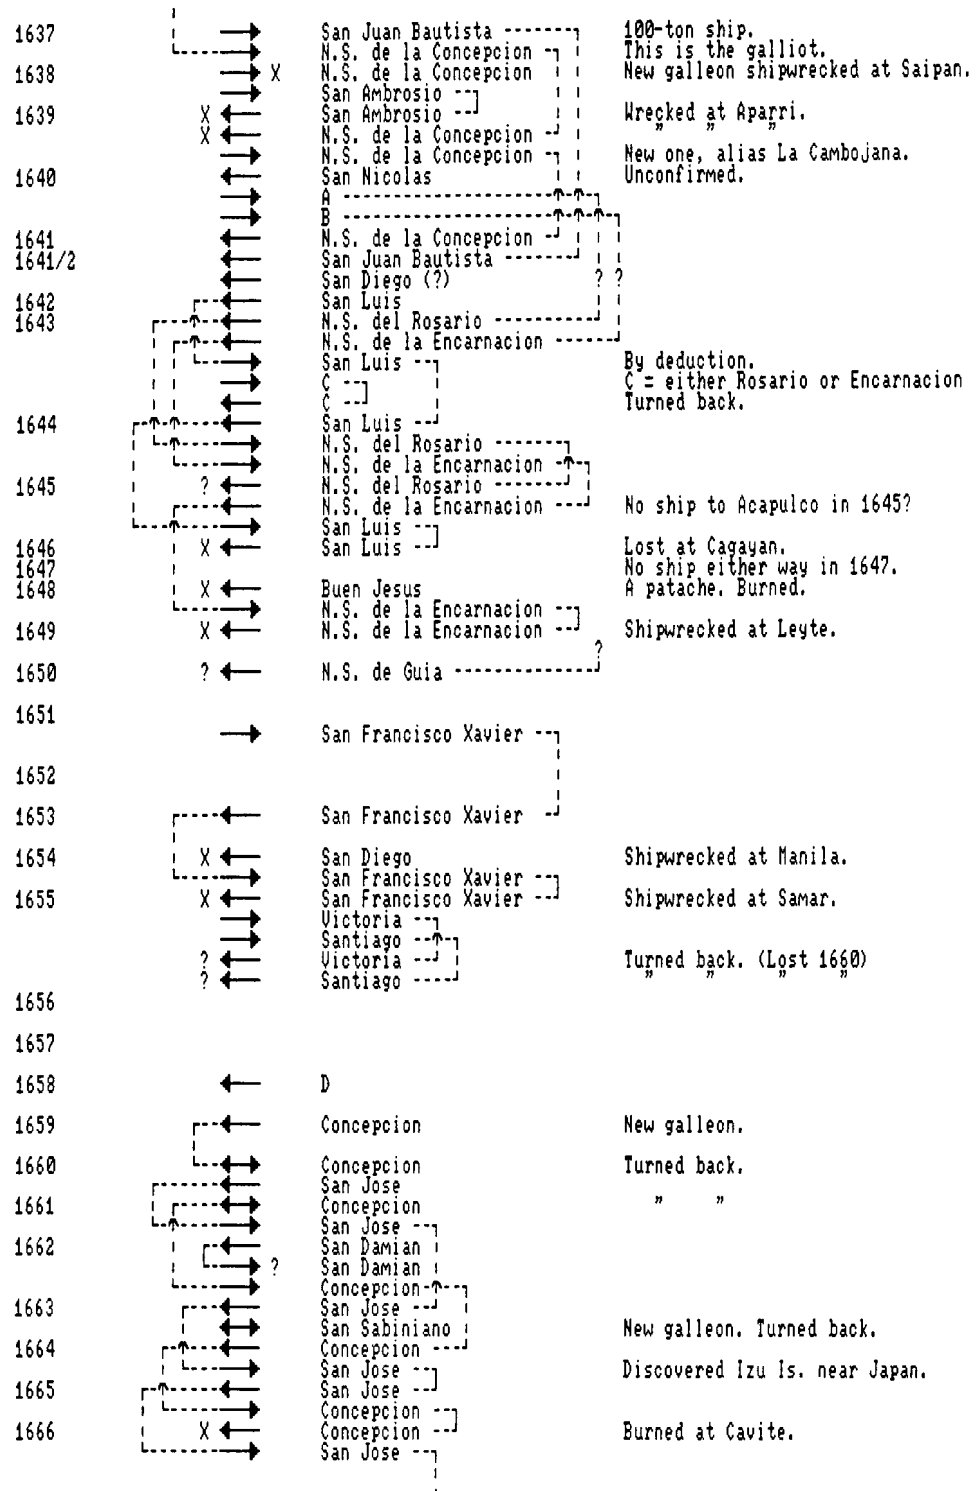 1637 San Juan Bautista 100-ton ship.
N.S. de la Concepcion This is the galliot.
1638 X N.S. de la Concepcion New galleon shipwrecked at Saipan.
San Ambrosio
1639 X San Ambrosio Wrecked at Aparri.
X N.S. de la Concepcion " " "
N.S. de la Concepcion New one, alias La Cambojana.
1640 San Nicolas Unconfirmed.
A
B
1641 N.S. de la Concepcion
1641/2 San Juan Bautista
San Diego (?) ? ?
1642 San Luis
1643 N.S. del Rosario
N.S. de la Encarnacion
San Luis By deduction.
C C = either Rosario or Encarnacion
C Turned back.
1644 San Luis
N.S. del Rosario
N.S. de la Encarnacion
1645 ? N.S. del Rosario
N.S. de la Encarnacion No ship to Acapulco in 1645?
San Luis
1646 X San Luis Lost at Cagayan.
1647 No ship either way in 1647.
1648 X Buen Jesus A patache. Burned.
N.S. de la Encarnacion
1649 X N.S. de la Encarnacion Shipwrecked at Leyte.
?
1650 ? N.S. de Guia
1651
San Francisco Xavier
1652
1653 San Francisco Xavier
1654 X San Diego Shipwrecked at Manila.
San Francisco Xavier
1655 X San Francisco Xavier Shipwrecked at Samar.
Victoria
Santiago
? Victoria Turned back. (Lost 1660)
? Santiago " " " "
1656
1657
1658 D
1659 Concepcion New galleon.
1660 Concepcion Turned back.
San Jose
1661 Concepcion " "
San Jose
1662 San Damian
? San Damian
Concepcion
1663 San Jose
San Sabiniano New galleon. Turned back.
1664 Concepcion
San Jose Discovered Izu Is. near Japan.
1665 San Jose
Concepcion
1666 X Concepcion Burned at Cavite.
San Jose